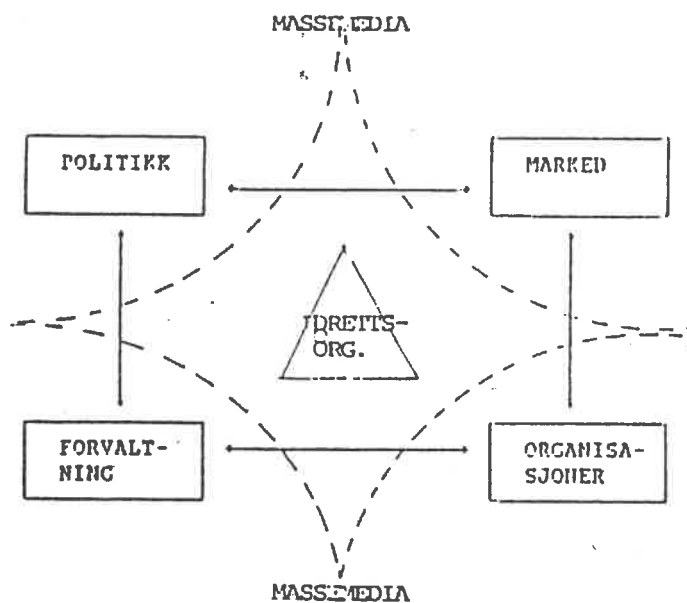 MASSEMEDIA
POLITIKK
MARKED
IDRETTS-
ORG.
FORVALT-
NING
ORGANISA-
SJONER
MASSEMEDIA